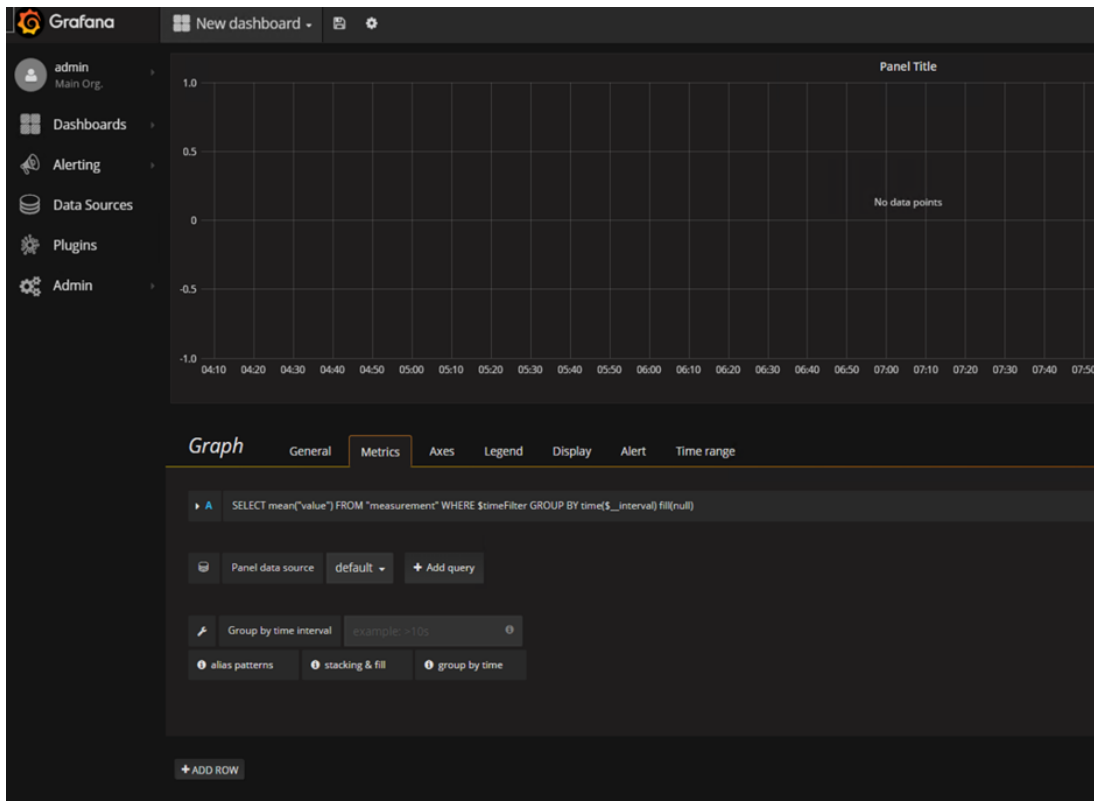 Grafana
New dashboard
admin
Main Org.
Dashboards
Alerting
Data Sources
Plugins
Admin
Panel Title
1.0
0.5
0
-0.5
-1.0
No data points
04:10 04:20 04:30 04:40 04:50 05:00 05:10 05:20 05:30 05:40 05:50 06:00 06:10 06:20 06:30 06:40 06:50 07:00 07:10 07:20 07:30 07:40 07:50
Graph General Metrics Axes Legend Display Alert Time range
A SELECT mean("value") FROM "measurement" WHERE $timeFilter GROUP BY time($__interval) fill(null)
Panel data source default + Add query
Group by time interval example: >10s
alias patterns stacking & fill group by time
+ ADD ROW